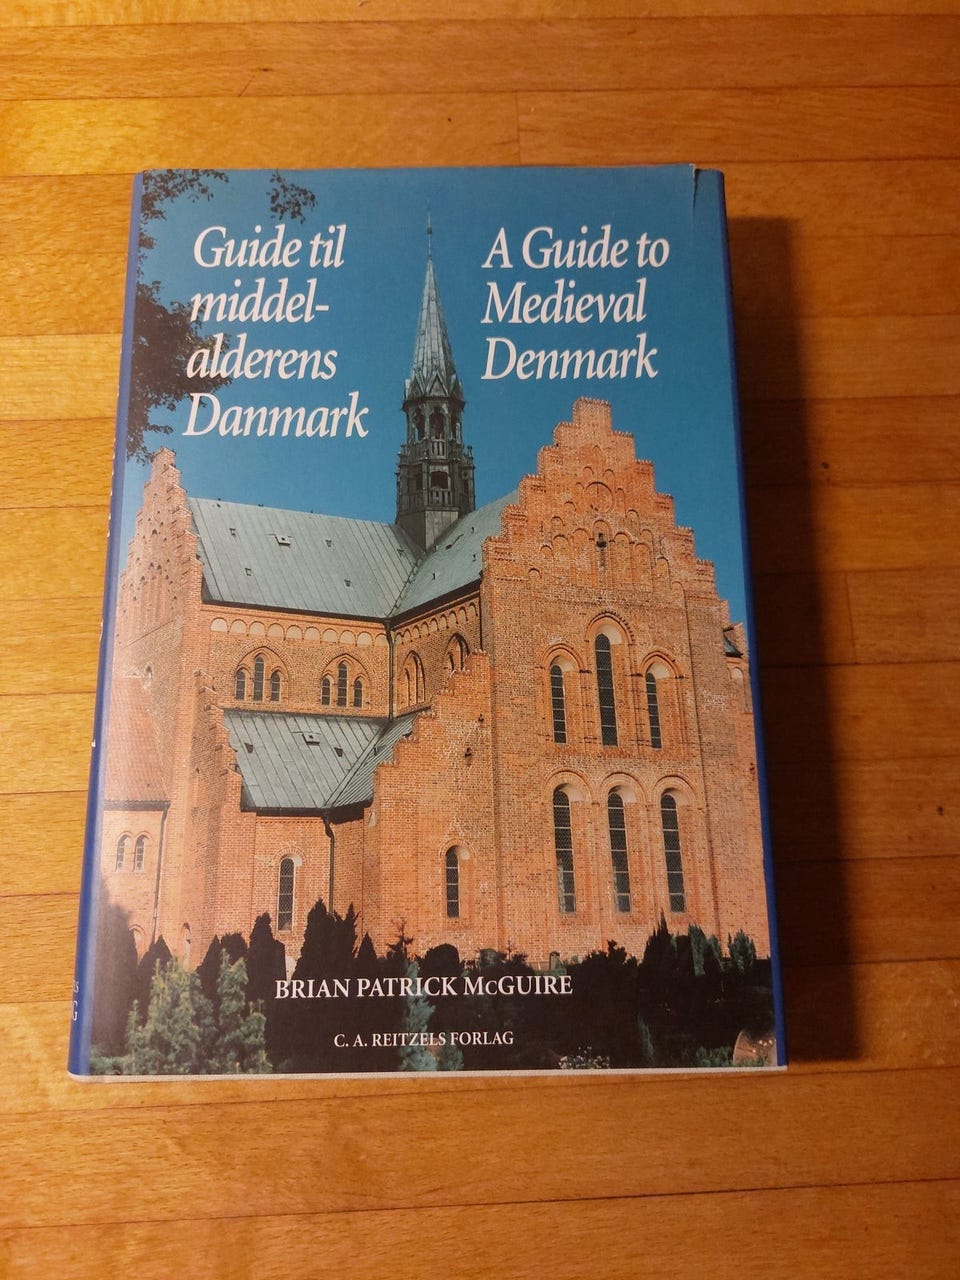 Guide til
middel-
alderens
Danmark
A Guide to
Medieval
Denmark
BRIAN PATRICK McGUIRE
C. A. REITZELS FORLAG